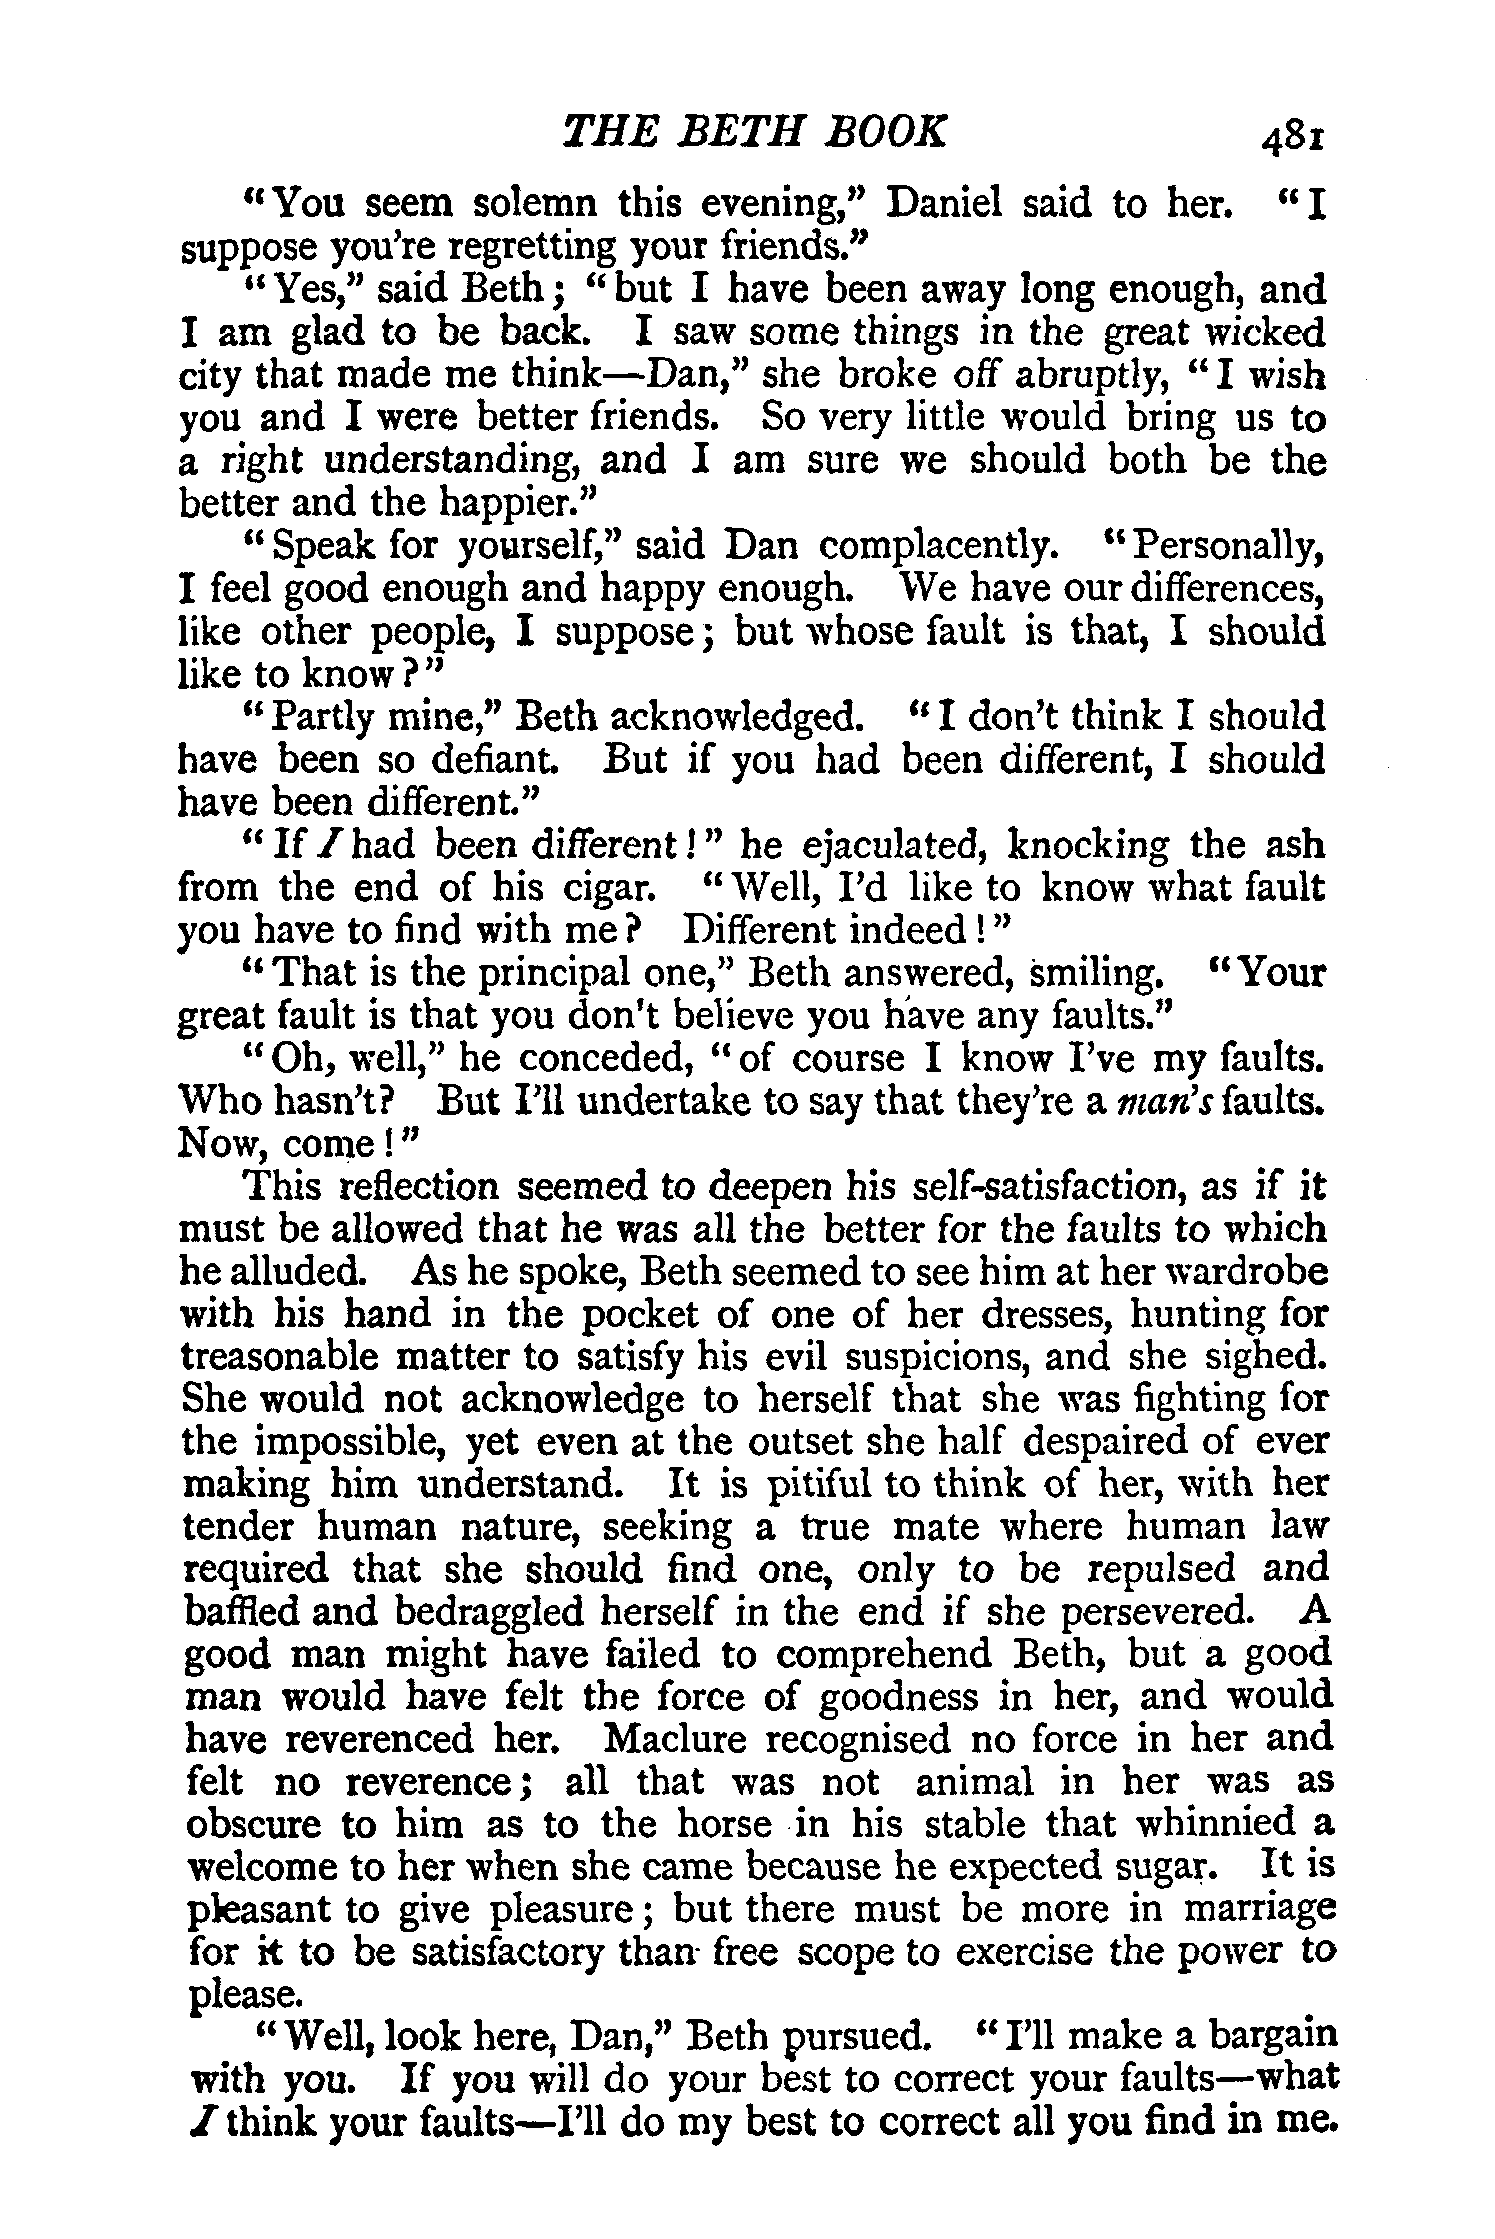 THE BETH BOOK 481
“You seem solemn this evening,” Daniel said to her. “I
suppose you’re regretting your friends.”
“Yes,” said Beth; “but I have been away long enough, and
I am glad to be back. I saw some things in the great wicked
city that made me think—Dan,” she broke off abruptly, “I wish
you and I were better friends. So very little would bring us to
a right understanding, and I am sure we should both be the
better and the happier.”
“Speak for yourself,” said Dan complacently. “Personally,
I feel good enough and happy enough. We have our differences,
like other people, I suppose; but whose fault is that, I should
like to know?”
“Partly mine,” Beth acknowledged. “I don’t think I should
have been so defiant. But if you had been different, I should
have been different.”
“If I had been different!” he ejaculated, knocking the ash
from the end of his cigar. “Well, I’d like to know what fault
you have to find with me? Different indeed!”
“That is the principal one,” Beth answered, smiling. “Your
great fault is that you don’t believe you have any faults.”
“Oh, well,” he conceded, “of course I know I’ve my faults.
Who hasn’t? But I’ll undertake to say that they’re a man’s faults.
Now, come!”
This reflection seemed to deepen his self-satisfaction, as if it
must be allowed that he was all the better for the faults to which
he alluded. As he spoke, Beth seemed to see him at her wardrobe
with his hand in the pocket of one of her dresses, hunting for
treasonable matter to satisfy his evil suspicions, and she sighed.
She would not acknowledge to herself that she was fighting for
the impossible, yet even at the outset she half despaired of ever
making him understand. It is pitiful to think of her, with her
tender human nature, seeking a true mate where human law
required that she should find one, only to be repulsed and
baffled and bedraggled herself in the end if she persevered. A
good man might have failed to comprehend Beth, but a good
man would have felt the force of goodness in her, and would
have reverenced her. Maclure recognised no force in her and
felt no reverence; all that was not animal in her was as
obscure to him as to the horse in his stable that whinnied a
welcome to her when she came because he expected sugar. It is
pleasant to give pleasure; but there must be more in marriage
for it to be satisfactory than free scope to exercise the power to
please.
“Well, look here, Dan,” Beth pursued. “I’ll make a bargain
with you. If you will do your best to correct your faults—what
I think your faults—I’ll do my best to correct all you find in me.